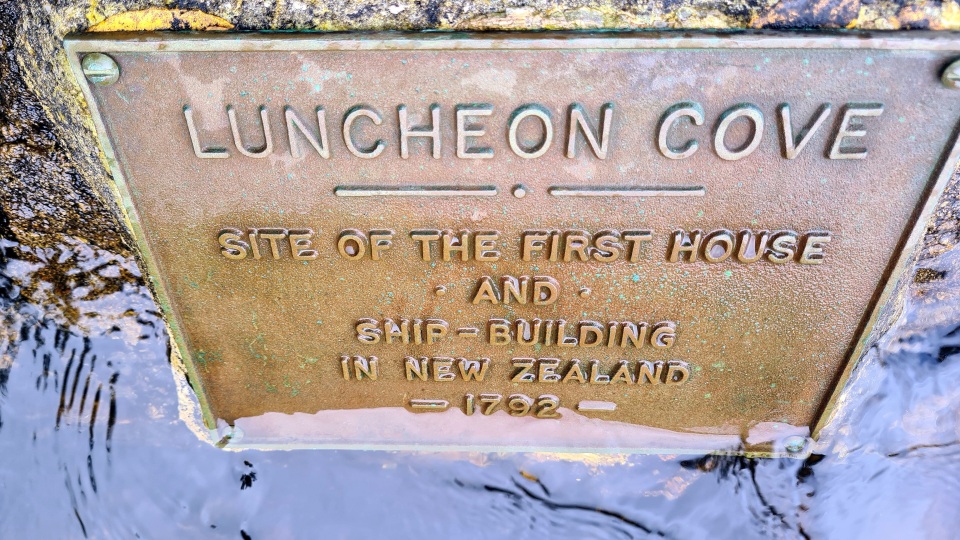 LUNCHEON COVE
SITE OF THE FIRST HOUSE
· AND ·
SHIP-BUILDING
IN NEW ZEALAND
— 1792 —